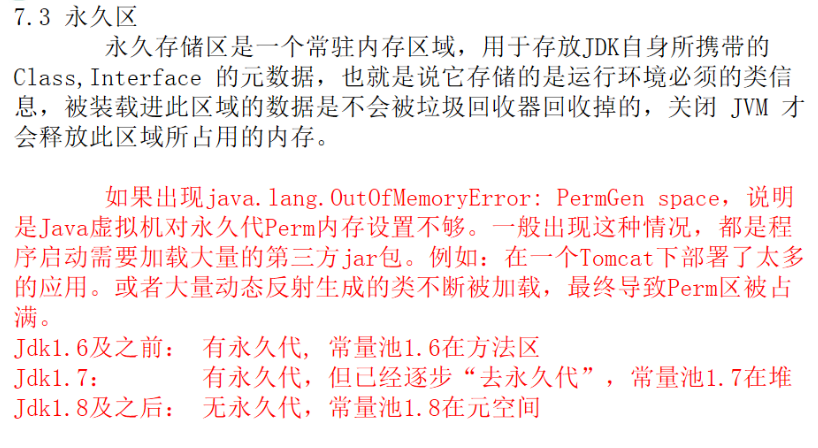 7.3 永久区
永久存储区是一个常驻内存区域，用于存放JDK自身所携带的
Class,Interface 的元数据，也就是说它存储的是运行环境必须的类信
息，被装载进此区域的数据是不会被垃圾回收器回收掉的，关闭 JVM 才
会释放此区域所占用的内存。
如果出现java.lang.OutOfMemoryError: PermGen space，说明
是Java虚拟机对永久代Perm内存设置不够。一般出现这种情况，都是程
序启动需要加载大量的第三方jar包。例如：在一个Tomcat下部署了太多
的应用。或者大量动态反射生成的类不断被加载，最终导致Perm区被占
满。
Jdk1.6及之前： 有永久代, 常量池1.6在方法区
Jdk1.7： 有永久代，但已经逐步“去永久代”，常量池1.7在堆
Jdk1.8及之后： 无永久代，常量池1.8在元空间